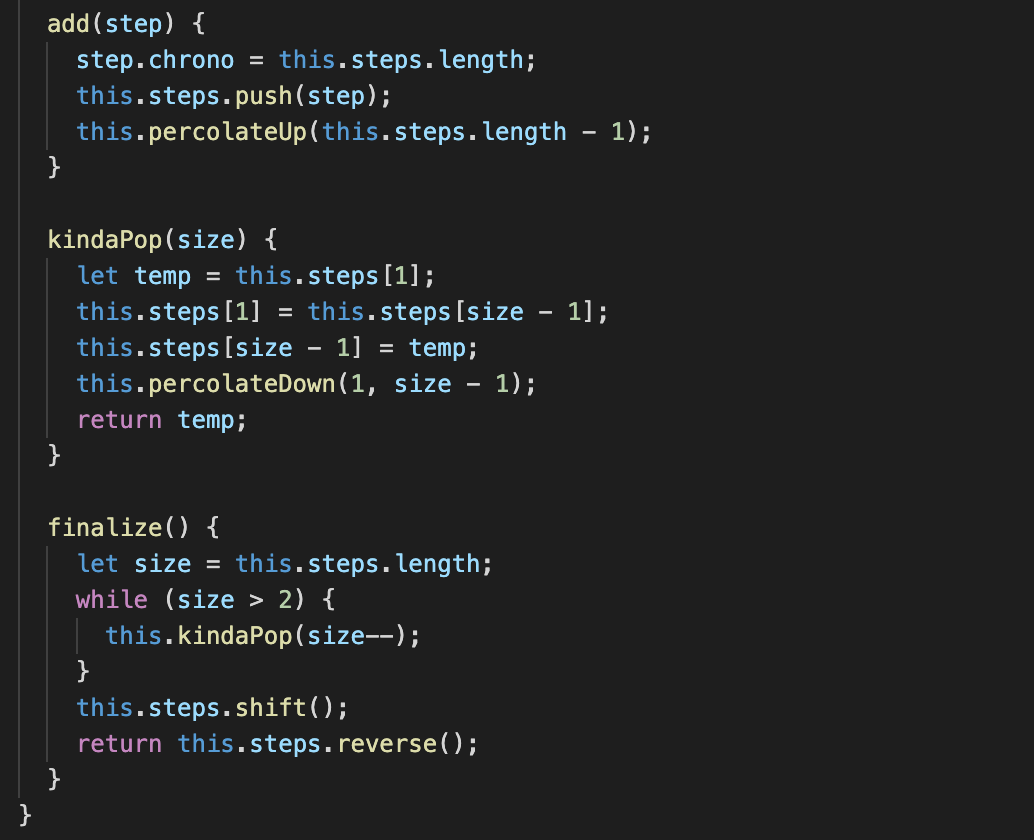 add(step) {
step.chrono = this.steps.length;
this.steps.push(step);
this.percolateUp(this.steps.length - 1);
}
kindaPop(size) {
let temp = this.steps[1];
this.steps[1] = this.steps[size - 1];
this.steps[size - 1] = temp;
this.percolateDown(1, size - 1);
return temp;
}
finalize() {
let size = this.steps.length;
while (size > 2) {
this.kindaPop(size--);
}
this.steps.shift();
return this.steps.reverse();
}
}